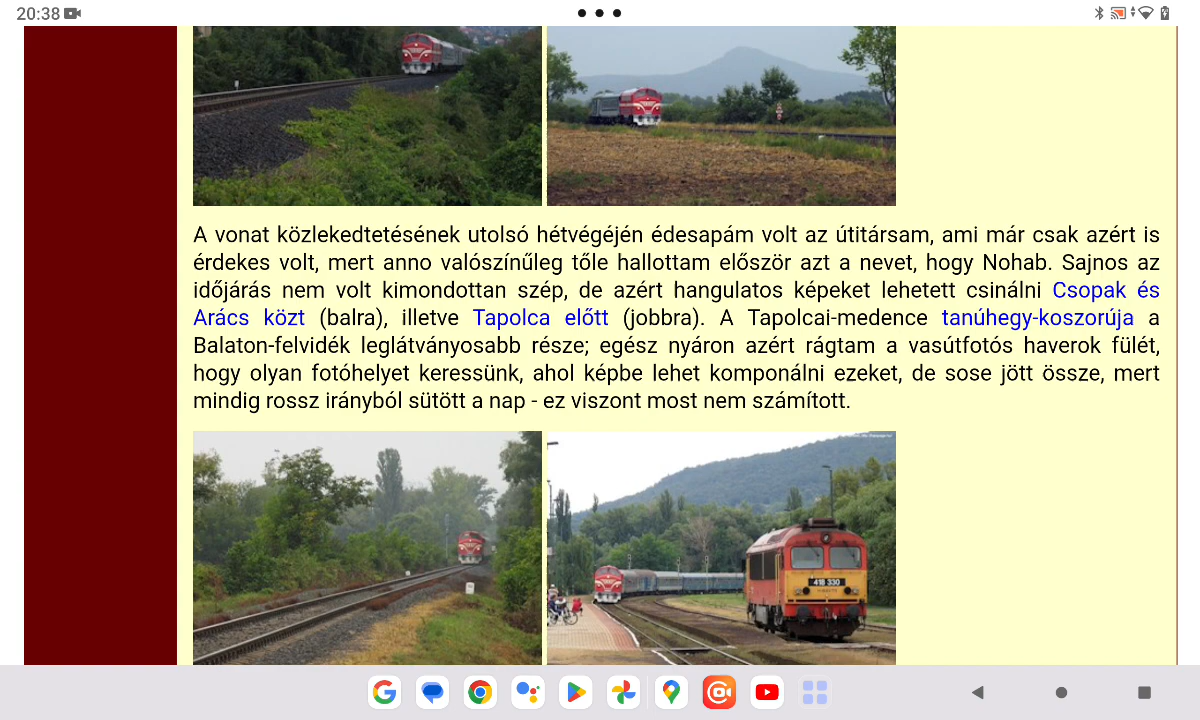 20:38
A vonat közlekedtetésének utolsó hétvégéjén édesapám volt az útitársam, ami már csak azért is
érdekes volt, mert anno valószínűleg tőle hallottam először azt a nevet, hogy Nohab. Sajnos az
időjárás nem volt kimondottan szép, de azért hangulatos képeket lehetett csinálni Csopak és
Arács közt (balra), illetve Tapolca előtt (jobbra). A Tapolcai-medence tanúhegy-koszorúja a
Balaton-felvidék leglátványosabb része; egész nyáron azért rágtam a vasútfotós haverok fülét,
hogy olyan fotóhelyet keressünk, ahol képbe lehet komponálni ezeket, de sose jött össze, mert
mindig rossz irányból sütött a nap - ez viszont most nem számított.
418 330